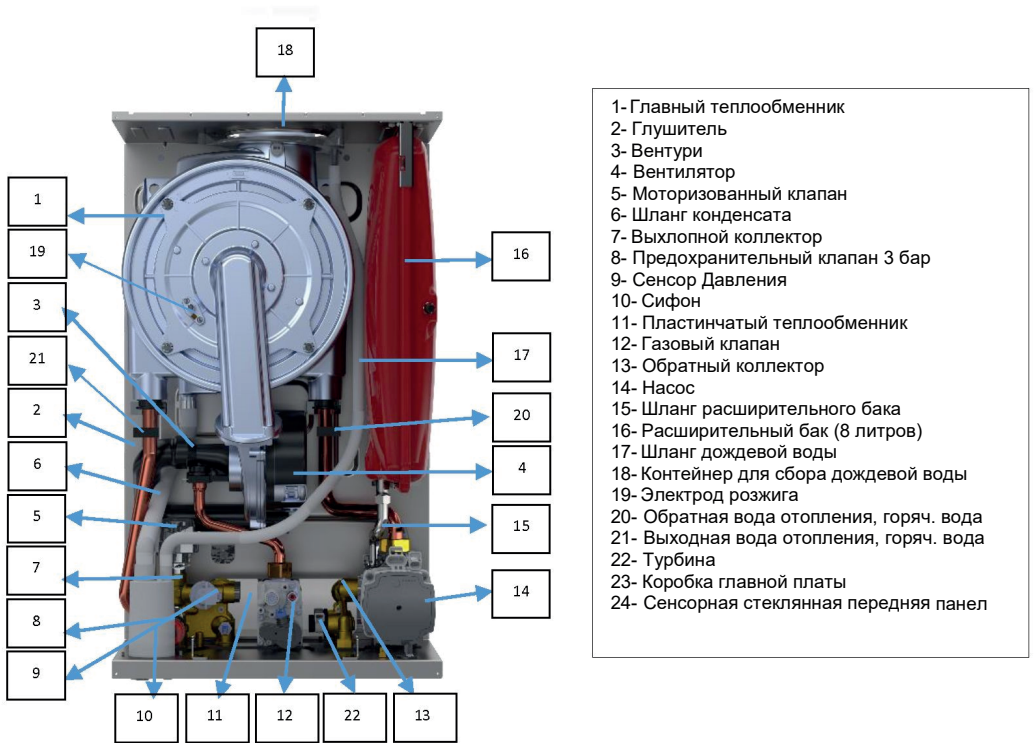 18
1
19
3
21
2
6
5
7
8
9
16
17
20
4
15
14
10
11
12
22
13
1- Главный теплообменник
2- Глушитель
3- Вентури
4- Вентилятор
5- Моторизованный клапан
6- Шланг конденсата
7- Выхлопной коллектор
8- Предохранительный клапан 3 бар
9- Сенсор Давления
10- Сифон
11- Пластинчатый теплообменник
12- Газовый клапан
13- Обратный коллектор
14- Насос
15- Шланг расширительного бака
16- Расширительный бак (8 литров)
17- Шланг дождевой воды
18- Контейнер для сбора дождевой воды
19- Электрод розжига
20- Обратная вода отопления, горяч. вода
21- Выходная вода отопления, горяч. вода
22- Турбина
23- Коробка главной платы
24- Сенсорная стеклянная передняя панел